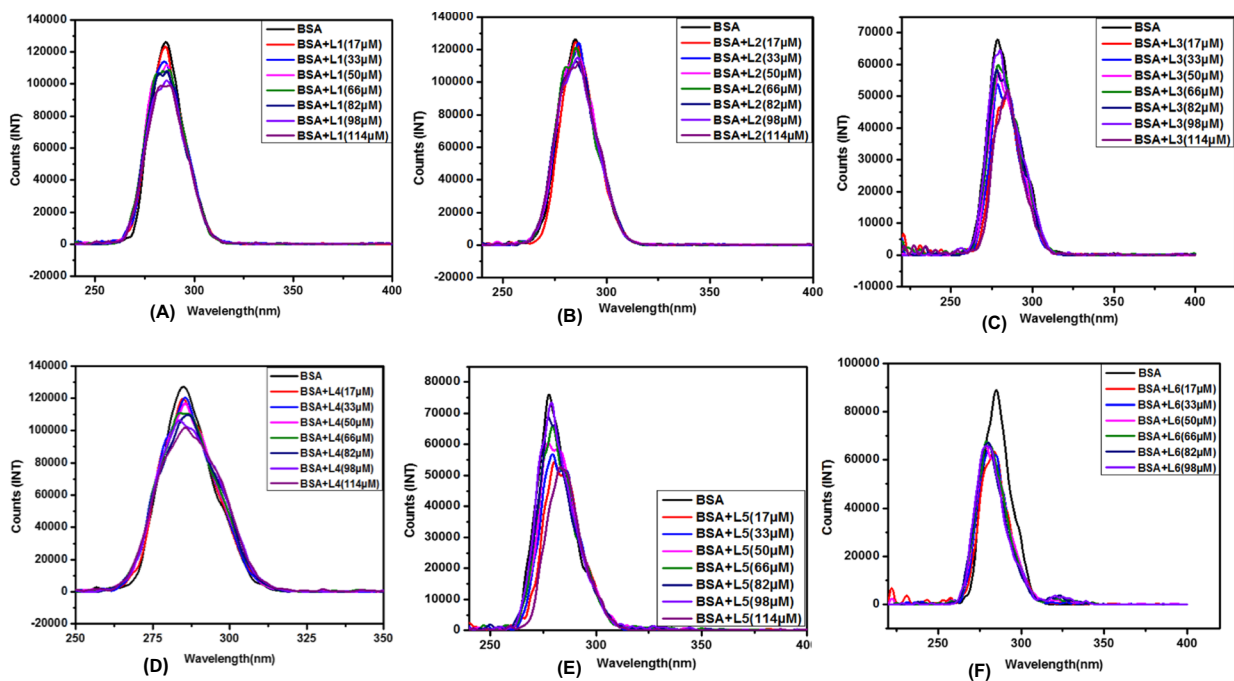 BSA
BSA+L1(17μM)
BSA+L1(33μM)
BSA+L1(50μM)
BSA+L1(66μM)
BSA+L1(82μM)
BSA+L1(98μM)
BSA+L1(114μM)
140000
120000
100000
80000
60000
40000
20000
0
-20000
Counts (INT)
250
300
350
400
Wavelength(nm)
(A)
BSA
BSA+L2(17μM)
BSA+L2(33μM)
BSA+L2(50μM)
BSA+L2(66μM)
BSA+L2(82μM)
BSA+L2(98μM)
BSA+L2(114μM)
140000
120000
100000
80000
60000
40000
20000
0
-20000
Counts (INT)
250
300
350
400
Wavelength(nm)
(B)
BSA
BSA+L3(17μM)
BSA+L3(33μM)
BSA+L3(50μM)
BSA+L3(66μM)
BSA+L3(82μM)
BSA+L3(98μM)
BSA+L3(114μM)
70000
60000
50000
40000
30000
20000
10000
0
-10000
Counts (INT)
250
300
350
400
Wavelength(nm)
(C)
BSA
BSA+L4(17μM)
BSA+L4(33μM)
BSA+L4(50μM)
BSA+L4(66μM)
BSA+L4(82μM)
BSA+L4(98μM)
BSA+L4(114μM)
140000
120000
100000
80000
60000
40000
20000
0
-20000
Counts (INT)
250
275
300
325
350
Wavelength(nm)
(D)
BSA
BSA+L5(17μM)
BSA+L5(33μM)
BSA+L5(50μM)
BSA+L5(66μM)
BSA+L5(82μM)
BSA+L5(98μM)
BSA+L5(114μM)
80000
70000
60000
50000
40000
30000
20000
10000
0
Counts (INT)
250
300
350
400
Wavelength(nm)
(E)
BSA
BSA+L6(17μM)
BSA+L6(33μM)
BSA+L6(50μM)
BSA+L6(66μM)
BSA+L6(82μM)
BSA+L6(98μM)
100000
80000
60000
40000
20000
0
Counts (INT)
250
300
350
400
Wavelength(nm)
(F)